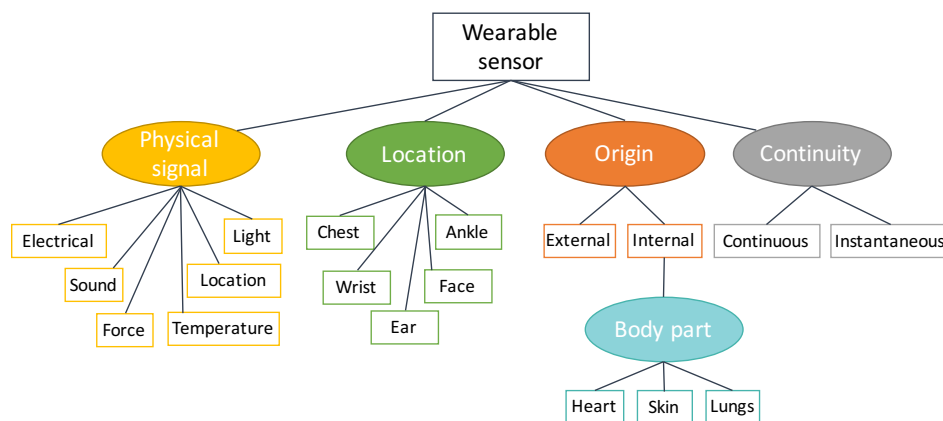 Wearable
sensor
Physical
signal
Location
Origin
Continuity
Electrical
Sound
Force
Temperature
Location
Light
Chest
Wrist
Ear
Face
Ankle
External
Internal
Continuous
Instantaneous
Body part
Heart
Skin
Lungs